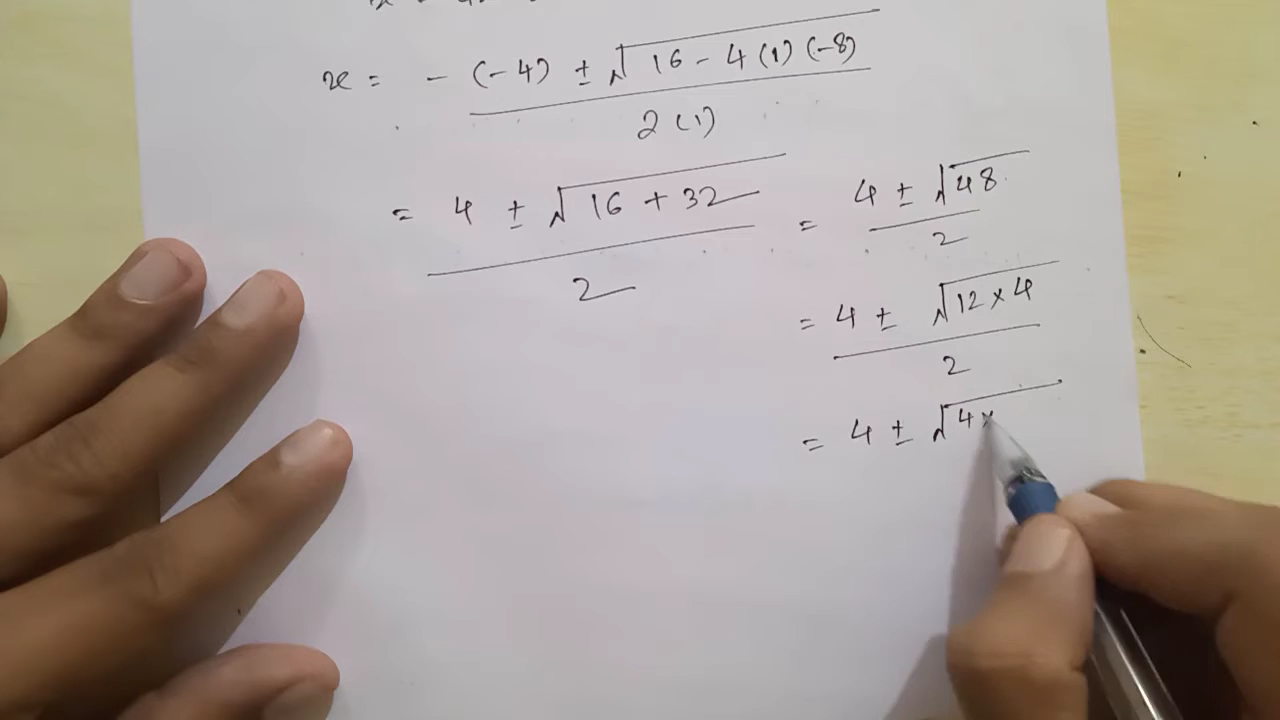 x = - (-4) ± √16 - 4(1)(-8)
2(1)
= 4 ± √16 + 32
2
= 4 ± √48
2
= 4 ± √12 × 4
2
= 4 ± √4×